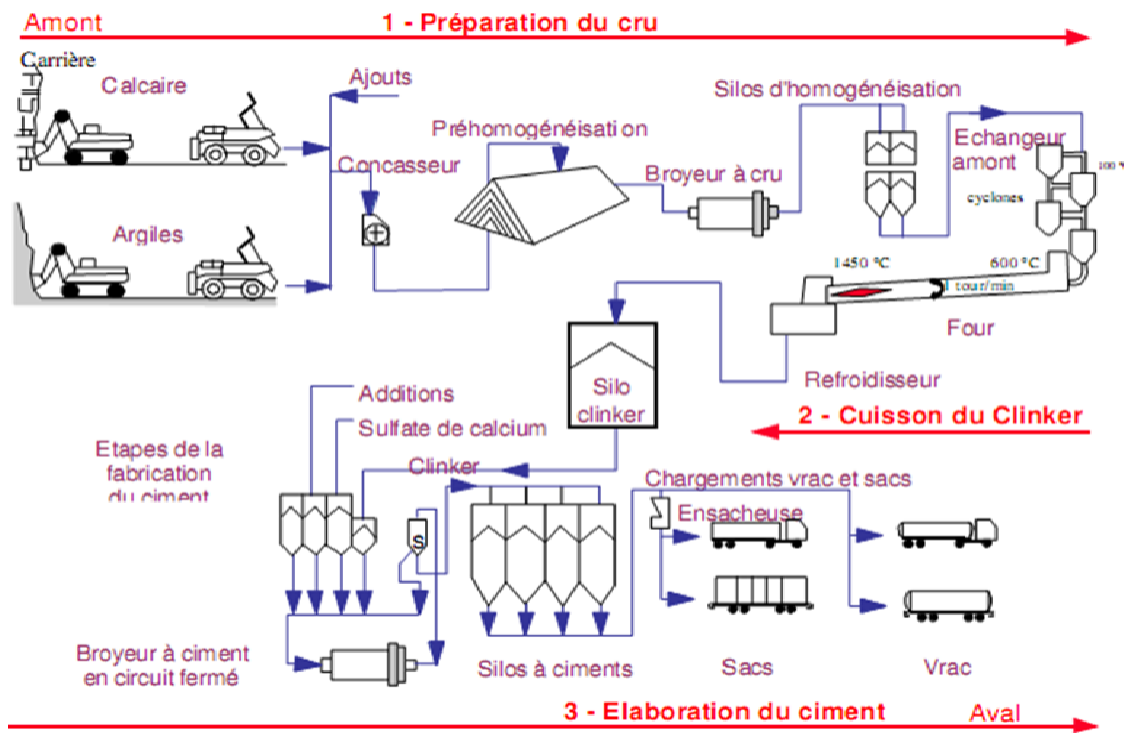 Amont
1 - Préparation du cru
Carrière
Calcaire
Ajouts
Silos d'homogénéisation
Préhomogénéisation
Echangeur
amont
100 °
Concasseur
Broyeur à cru
cyclones
Argiles
1450 °C
600 °C
1 tour/min
Four
Silo
clinker
Refroidisseur
2 - Cuisson du Clinker
Additions
Sulfate de calcium
Etapes de la
fabrication
du ciment
Clinker
Chargements vrac et sacs
Ensacheuse
S
Broyeur à ciment
en circuit fermé
Silos à ciments
Sacs
Vrac
3 - Elaboration du ciment
Aval